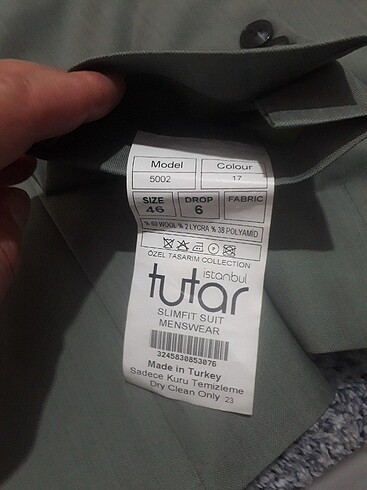 Model Colour
5002 17
SIZE DROP FABRIC
46 6
% 60 WOOL % 2 LYCRA % 38 POLYAMID
ÖZEL TASARIM COLLECTION
istanbul
tutar
SLIMFIT SUIT
MENSWEAR
3245830853076
Made in Turkey
Sadece Kuru Temizleme
Dry Clean Only 23